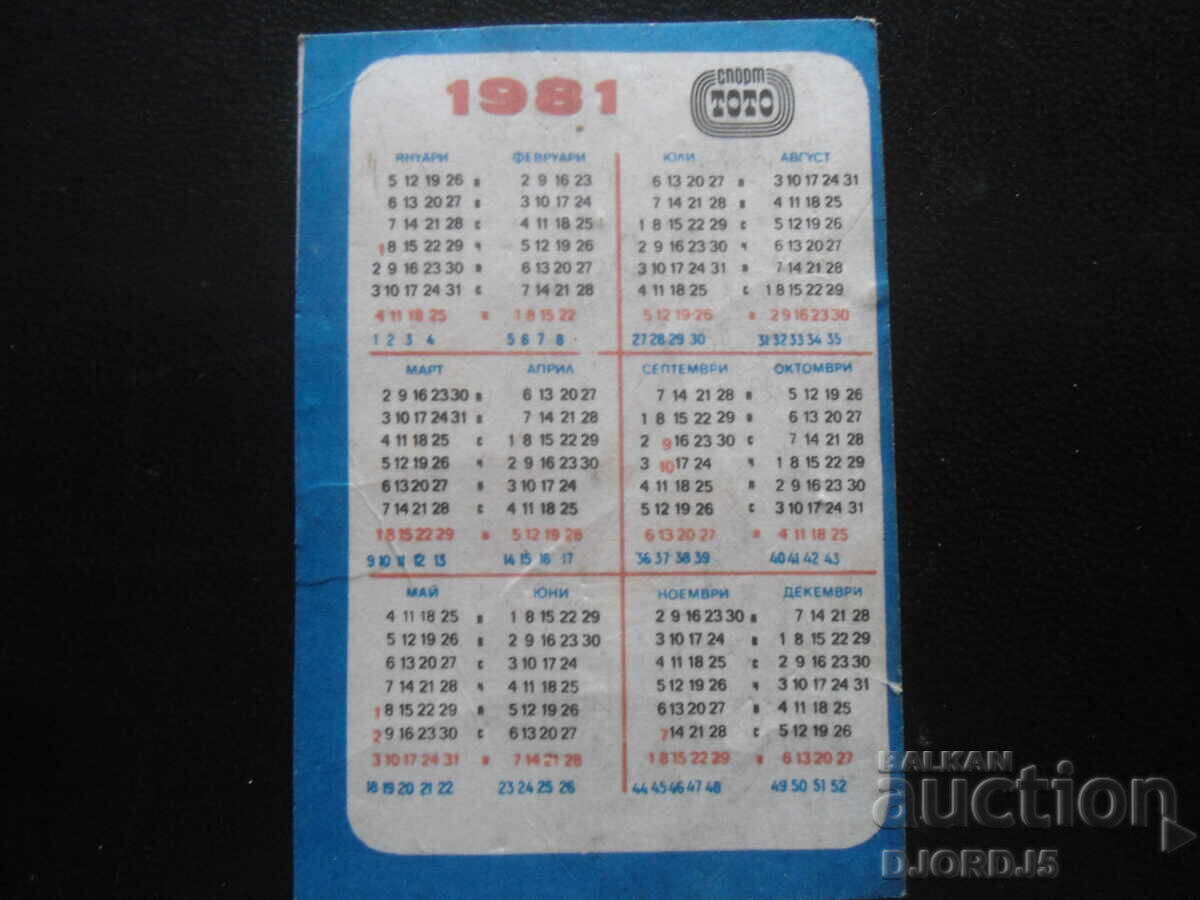 1981
спорт
ТОТО
ЯНУАРИ ФЕВРУАРИ ЮЛИ АВГУСТ
5 12 19 26 п 2 9 16 23 6 13 20 27 п 3 10 17 24 31
6 13 20 27 в 3 10 17 24 7 14 21 28 в 4 11 18 25
7 14 21 28 с 4 11 18 25 1 8 15 22 29 с 5 12 19 26
1 8 15 22 29 ч 5 12 19 26 2 9 16 23 30 ч 6 13 20 27
2 9 16 23 30 п 6 13 20 27 3 10 17 24 31 п 7 14 21 28
3 10 17 24 31 с 7 14 21 28 4 11 18 25 с 1 8 15 22 29
4 11 18 25 н 1 8 15 22 5 12 19 26 н 2 9 16 23 30
1 2 3 4 5 6 7 8 27 28 29 30 31 32 33 34 35
МАРТ АПРИЛ СЕПТЕМВРИ ОКТОМВРИ
2 9 16 23 30 п 6 13 20 27 7 14 21 28 п 5 12 19 26
3 10 17 24 31 в 7 14 21 28 1 8 15 22 29 в 6 13 20 27
4 11 18 25 с 1 8 15 22 29 2 9 16 23 30 с 7 14 21 28
5 12 19 26 ч 2 9 16 23 30 3 10 17 24 ч 1 8 15 22 29
6 13 20 27 п 3 10 17 24 4 11 18 25 п 2 9 16 23 30
7 14 21 28 с 4 11 18 25 5 12 19 26 с 3 10 17 24 31
1 8 15 22 29 н 5 12 19 26 6 13 20 27 н 4 11 18 25
9 10 11 12 13 14 15 16 17 36 37 38 39 40 41 42 43
МАЙ ЮНИ НОЕМВРИ ДЕКЕМВРИ
4 11 18 25 п 1 8 15 22 29 2 9 16 23 30 п 7 14 21 28
5 12 19 26 в 2 9 16 23 30 3 10 17 24 в 1 8 15 22 29
6 13 20 27 с 3 10 17 24 4 11 18 25 с 2 9 16 23 30
7 14 21 28 ч 4 11 18 25 5 12 19 26 ч 3 10 17 24 31
1 8 15 22 29 п 5 12 19 26 6 13 20 27 п 4 11 18 25
2 9 16 23 30 с 6 13 20 27 7 14 21 28 с 5 12 19 26
3 10 17 24 31 н 7 14 21 28 1 8 15 22 29 н 6 13 20 27
18 19 20 21 22 23 24 25 26 44 45 46 47 48 49 50 51 52
BALKAN
auction
DJORDJ5